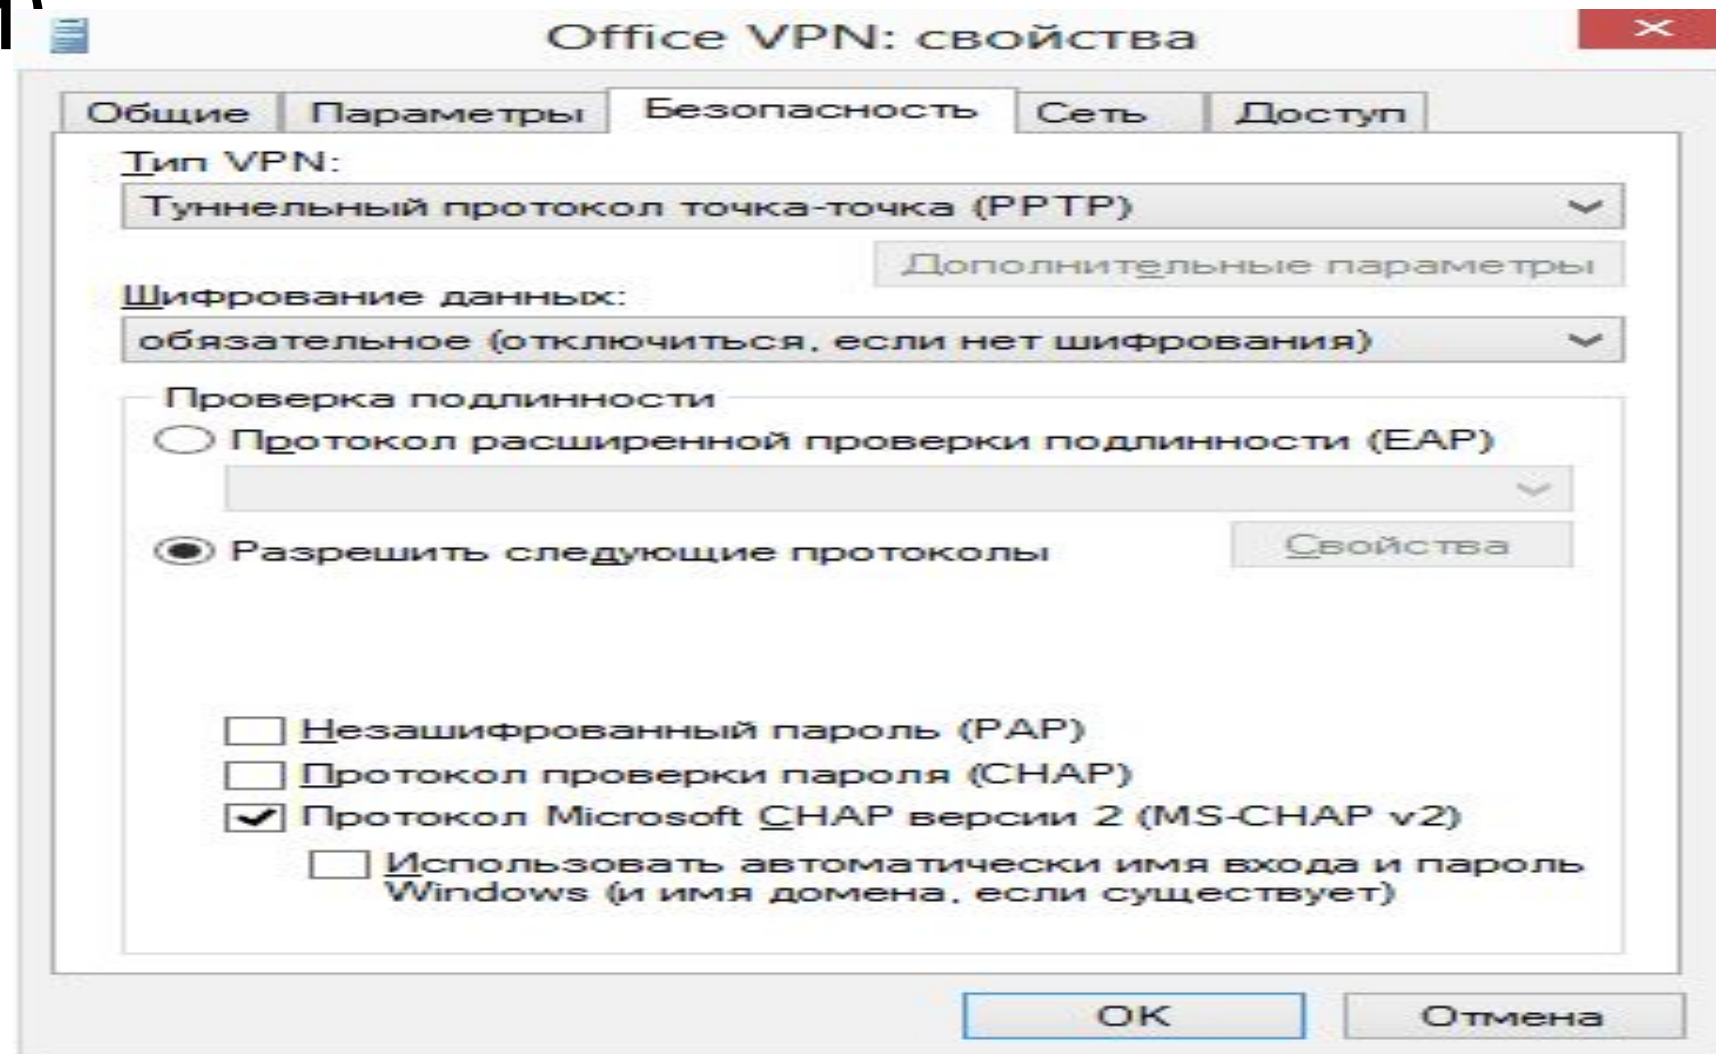 Office VPN: свойства
Общие Параметры Безопасность Сеть Доступ
Тип VPN:
Туннельный протокол точка-точка (PPTP)
Дополнительные параметры
Шифрование данных:
обязательное (отключиться, если нет шифрования)
Проверка подлинности
Протокол расширенной проверки подлинности (EAP)
Разрешить следующие протоколы
Свойства
Незашифрованный пароль (PAP)
Протокол проверки пароля (CHAP)
Протокол Microsoft CHAP версии 2 (MS-CHAP v2)
Использовать автоматически имя входа и пароль
Windows (и имя домена, если существует)
OK Отмена